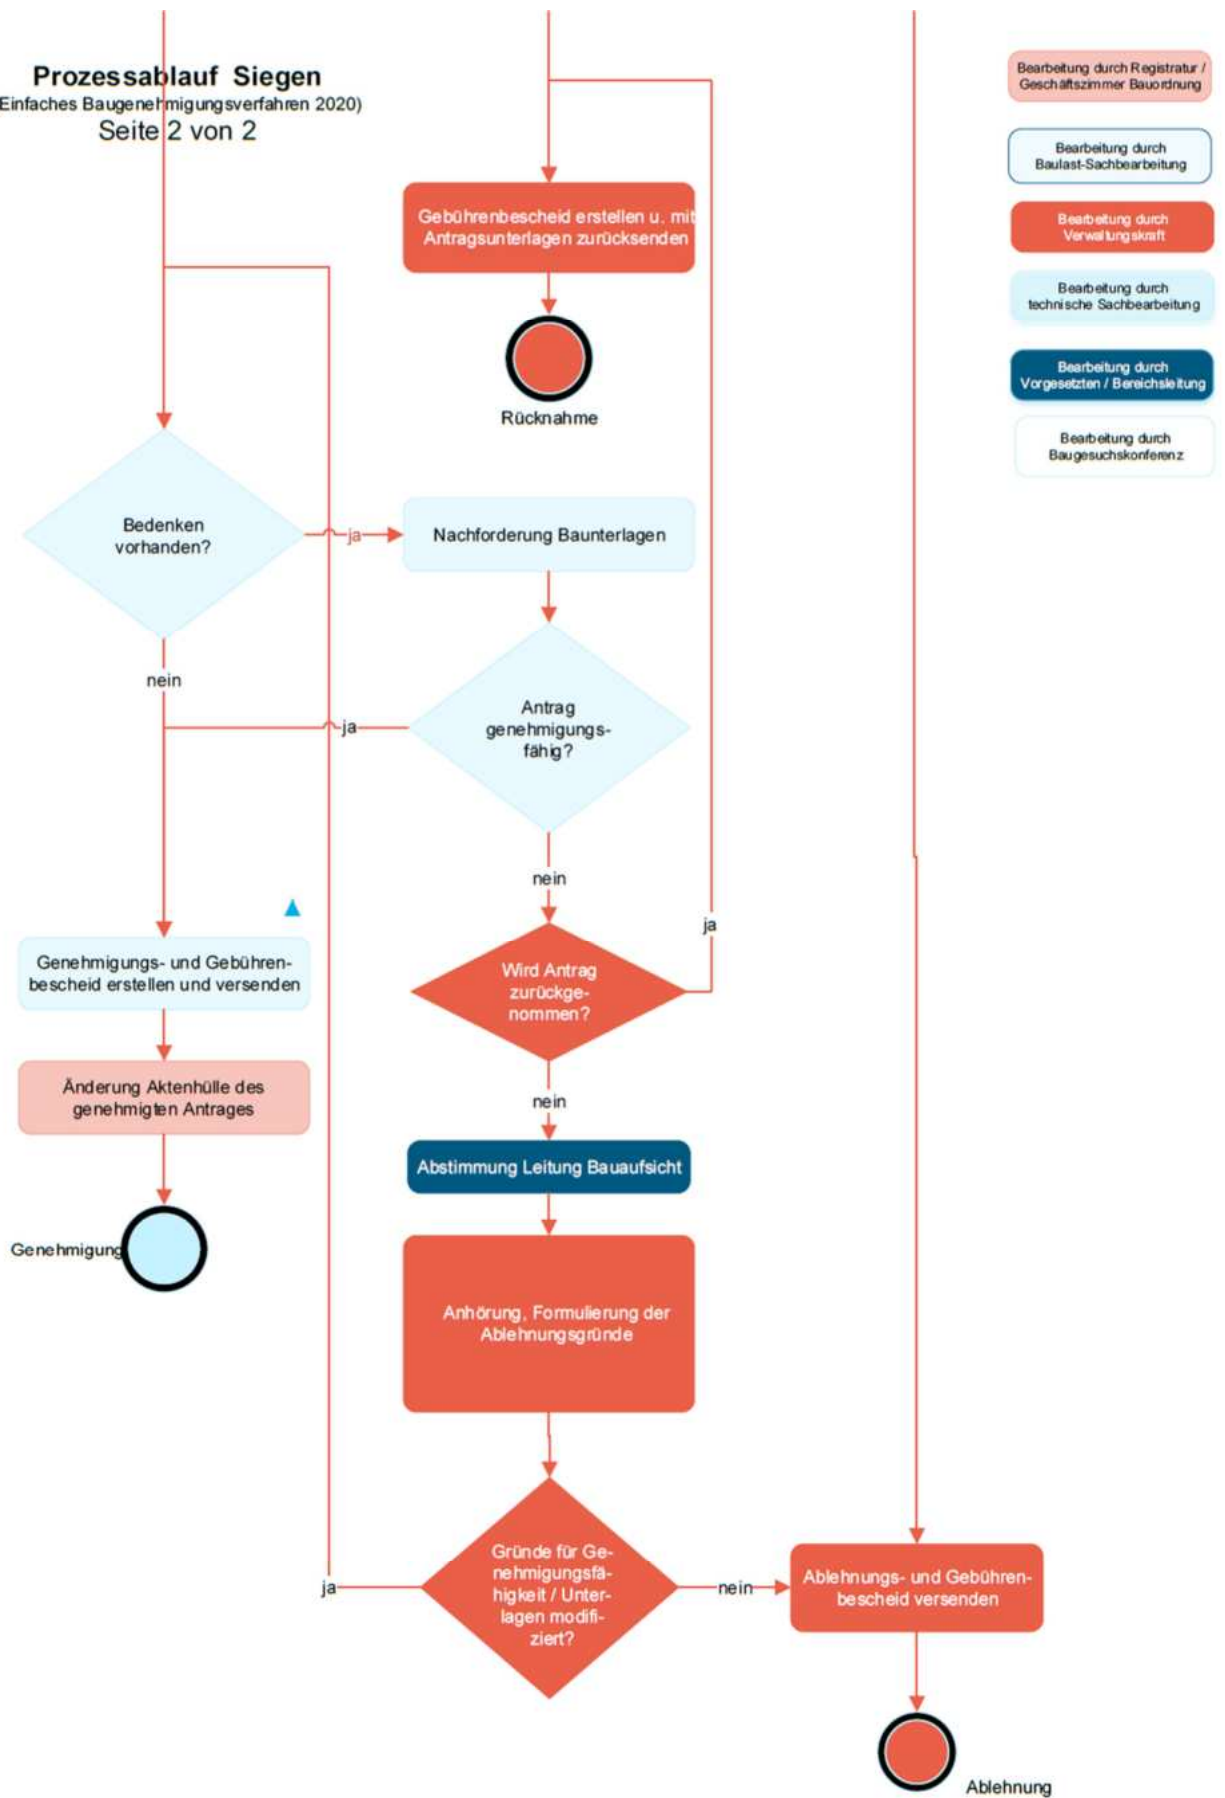 Prozessablauf Siegen
Einfaches Baugenehmigungsverfahren 2020)
Seite 2 von 2
Bearbeitung durch Registratur /
Geschäftszimmer Bauordnung
Bearbeitung durch
Baulast-Sachbearbeitung
Bearbeitung durch
Verwaltungskraft
Bearbeitung durch
technische Sachbearbeitung
Bearbeitung durch
Vorgesetzten / Bereichsleitung
Bearbeitung durch
Baugesuchskonferenz
Gebührenbescheid erstellen u. mit
Antragsunterlagen zurücksenden
Rücknahme
Bedenken
vorhanden?
ja
Nachforderung Baunterlagen
nein
ja
Antrag
genehmigungs-
fähig?
nein
ja
Genehmigungs- und Gebühren-
bescheid erstellen und versenden
Wird Antrag
zurückge-
nommen?
Änderung Aktenhülle des
genehmigten Antrages
nein
Abstimmung Leitung Bauaufsicht
Genehmigung
Anhörung, Formulierung der
Ablehnungsgründe
Gründe für Ge-
nehmigungsfä-
higkeit / Unter-
lagen modifi-
ziert?
ja
nein
Ablehnungs- und Gebühren-
bescheid versenden
Ablehnung